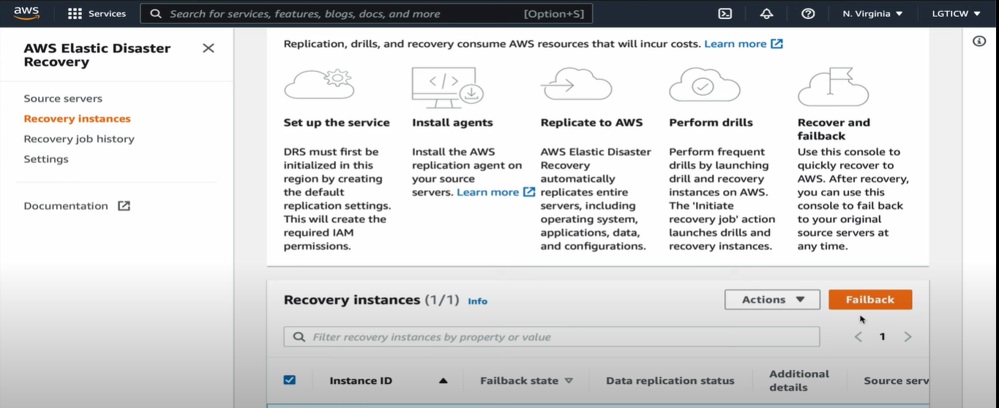 aws
Services
Search for services, features, blogs, docs, and more
[Option+S]
N. Virginia
LGTICW
AWS Elastic Disaster
Recovery
Source servers
Recovery instances
Recovery job history
Settings
Documentation
Replication, drills, and recovery consume AWS resources that will incur costs. Learn more
</>
Set up the service
DRS must first be
initialized in this
region by creating
the default
replication settings.
This will create the
required IAM
permissions.
Install agents
Install the AWS
replication agent on
your source
servers. Learn more
Replicate to AWS
AWS Elastic Disaster
Recovery
automatically
replicates entire
servers, including
operating system,
applications, data,
and configurations.
Perform drills
Perform frequent
drills by launching
drill and recovery
instances on AWS.
The 'Initiate
recovery job' action
launches drills and
recovery instances.
Recover and
failback
Use this console to
quickly recover to
AWS. After recovery,
you can use this
console to fail back
to your original
source servers at
any time.
Recovery instances (1/1) Info
Actions
Failback
Filter recovery instances by property or value
1
Instance ID
Failback state
Data replication status
Additional
details
Source serv